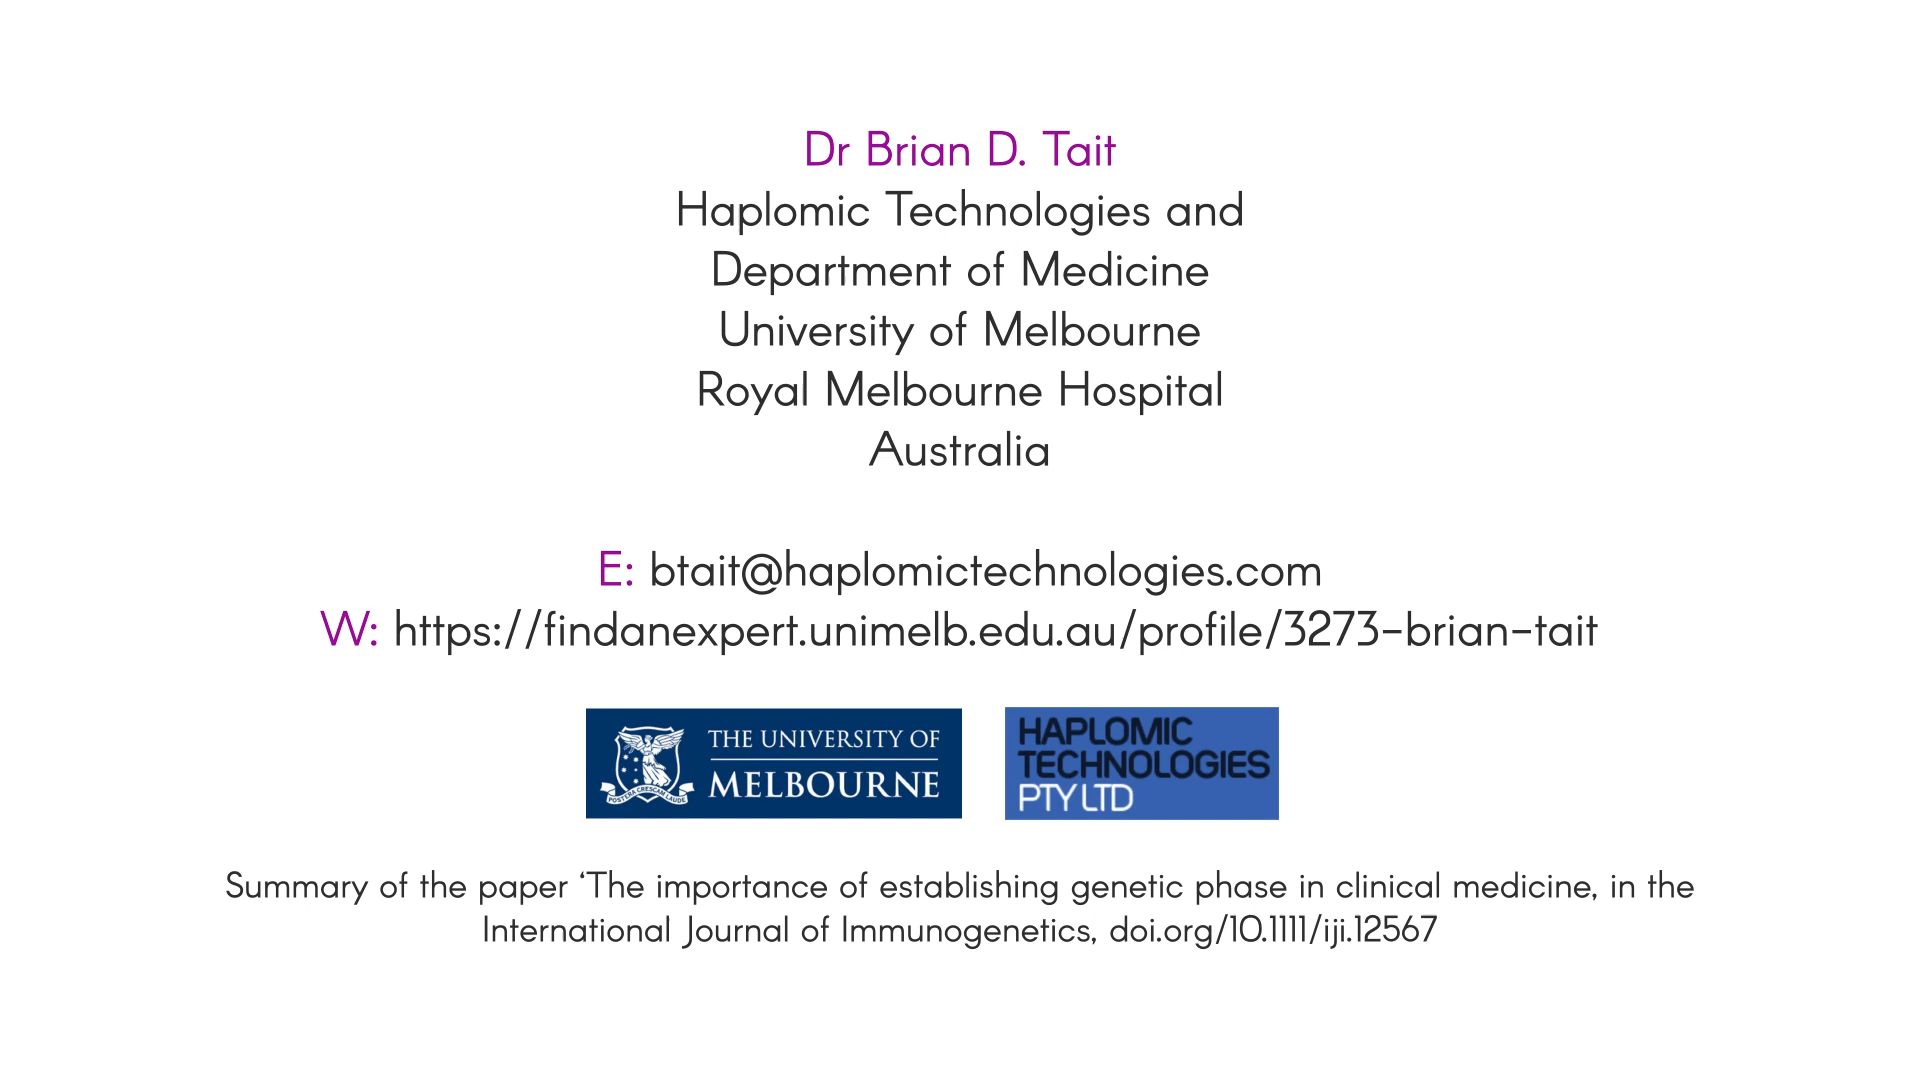 Dr Brian D. Tait
Haplomic Technologies and
Department of Medicine
University of Melbourne
Royal Melbourne Hospital
Australia
E: btait@haplomictechnologies.com
W: https://findanexpert.unimelb.edu.au/profile/3273-brian-tait
THE UNIVERSITY OF
MELBOURNE
POSTERA CRESCAM LAUDE
HAPLOMIC
TECHNOLOGIES
PTY LTD
Summary of the paper ‘The importance of establishing genetic phase in clinical medicine, in the
International Journal of Immunogenetics, doi.org/10.1111/iji.12567